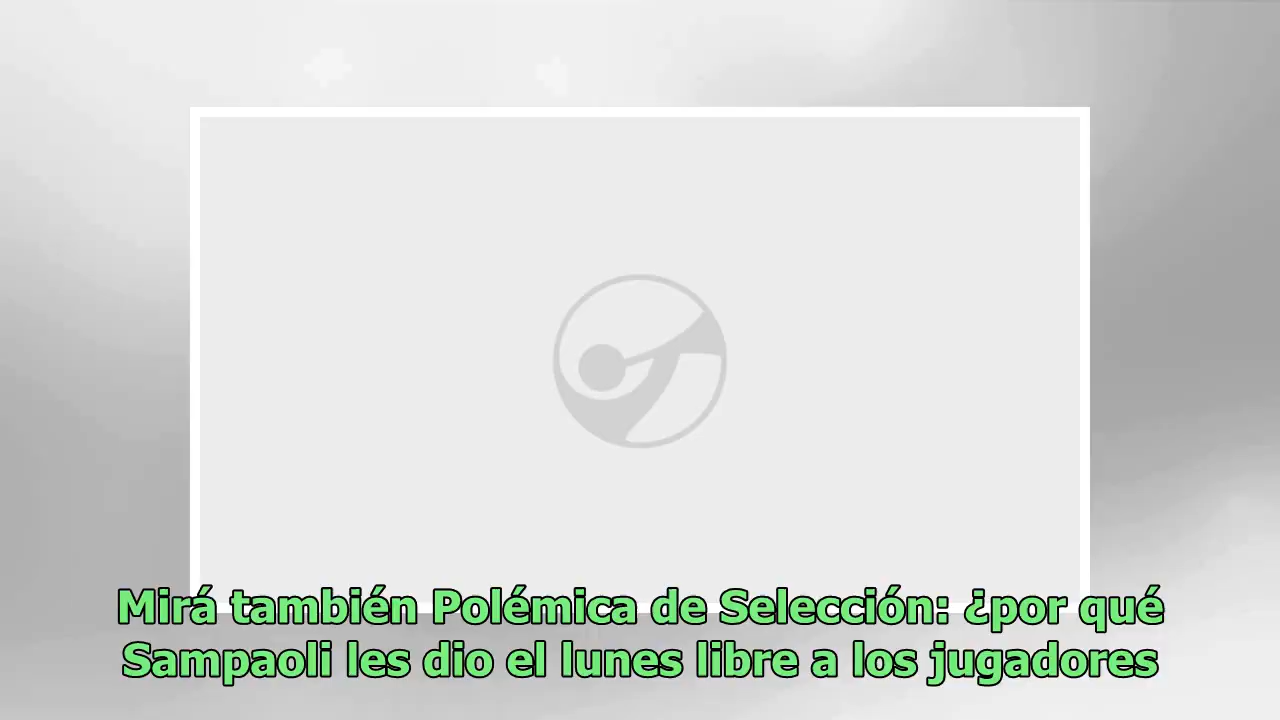 Mirá también Polémica de Selección: ¿por qué
Sampaoli les dio el lunes libre a los jugadores